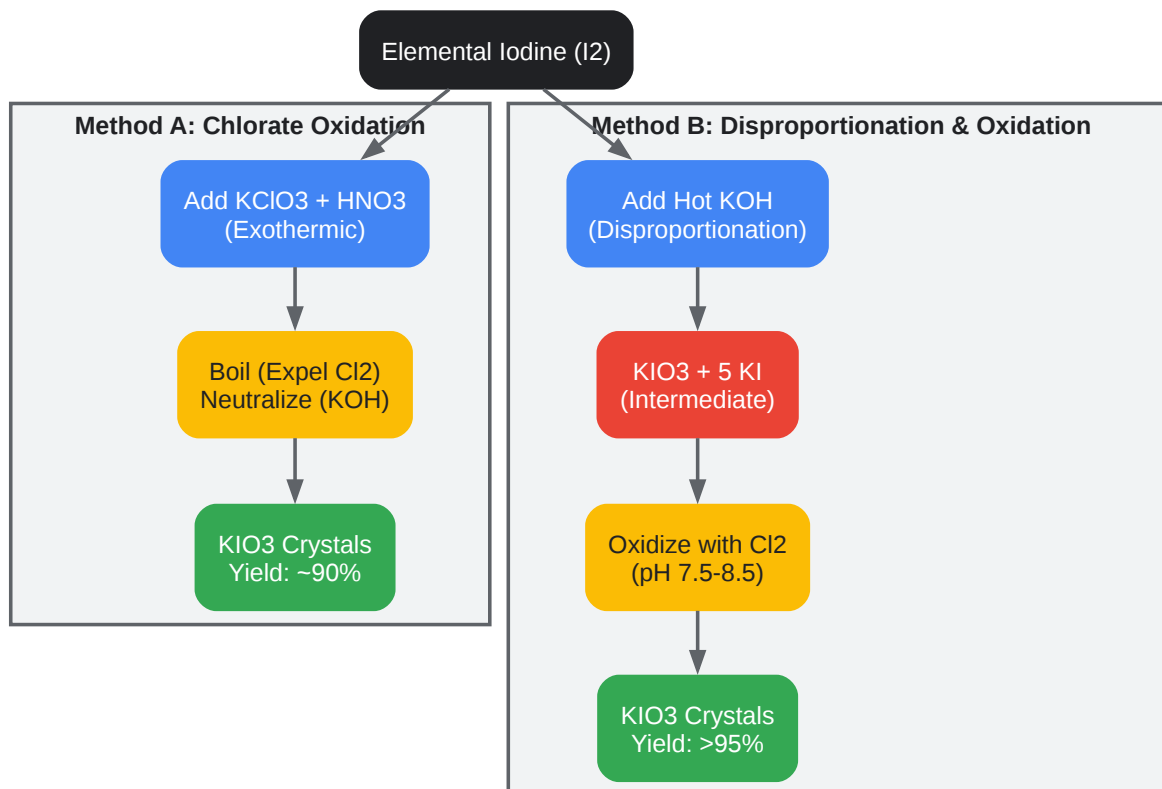 Elemental Iodine (I2)
Method A: Chlorate Oxidation
Add KClO3 + HNO3
(Exothermic)
Boil (Expel Cl2)
Neutralize (KOH)
KIO3 Crystals
Yield: ~90%
Method B: Disproportionation & Oxidation
Add Hot KOH
(Disproportionation)
KIO3 + 5 KI
(Intermediate)
Oxidize with Cl2
(pH 7.5-8.5)
KIO3 Crystals
Yield: >95%